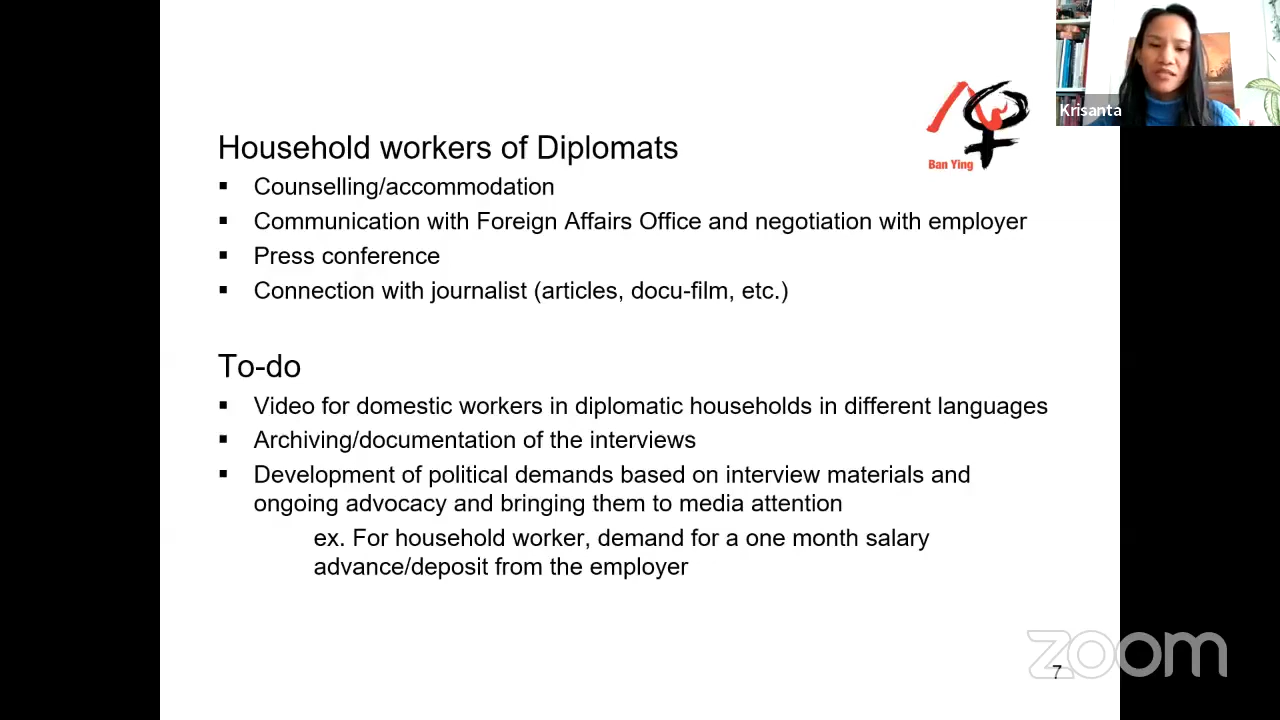 Krisanta
Ban Ying
Household workers of Diplomats
▪ Counselling/accommodation
▪ Communication with Foreign Affairs Office and negotiation with employer
▪ Press conference
▪ Connection with journalist (articles, docu-film, etc.)
To-do
▪ Video for domestic workers in diplomatic households in different languages
▪ Archiving/documentation of the interviews
▪ Development of political demands based on interview materials and
ongoing advocacy and bringing them to media attention
ex. For household worker, demand for a one month salary
advance/deposit from the employer
zoom
7